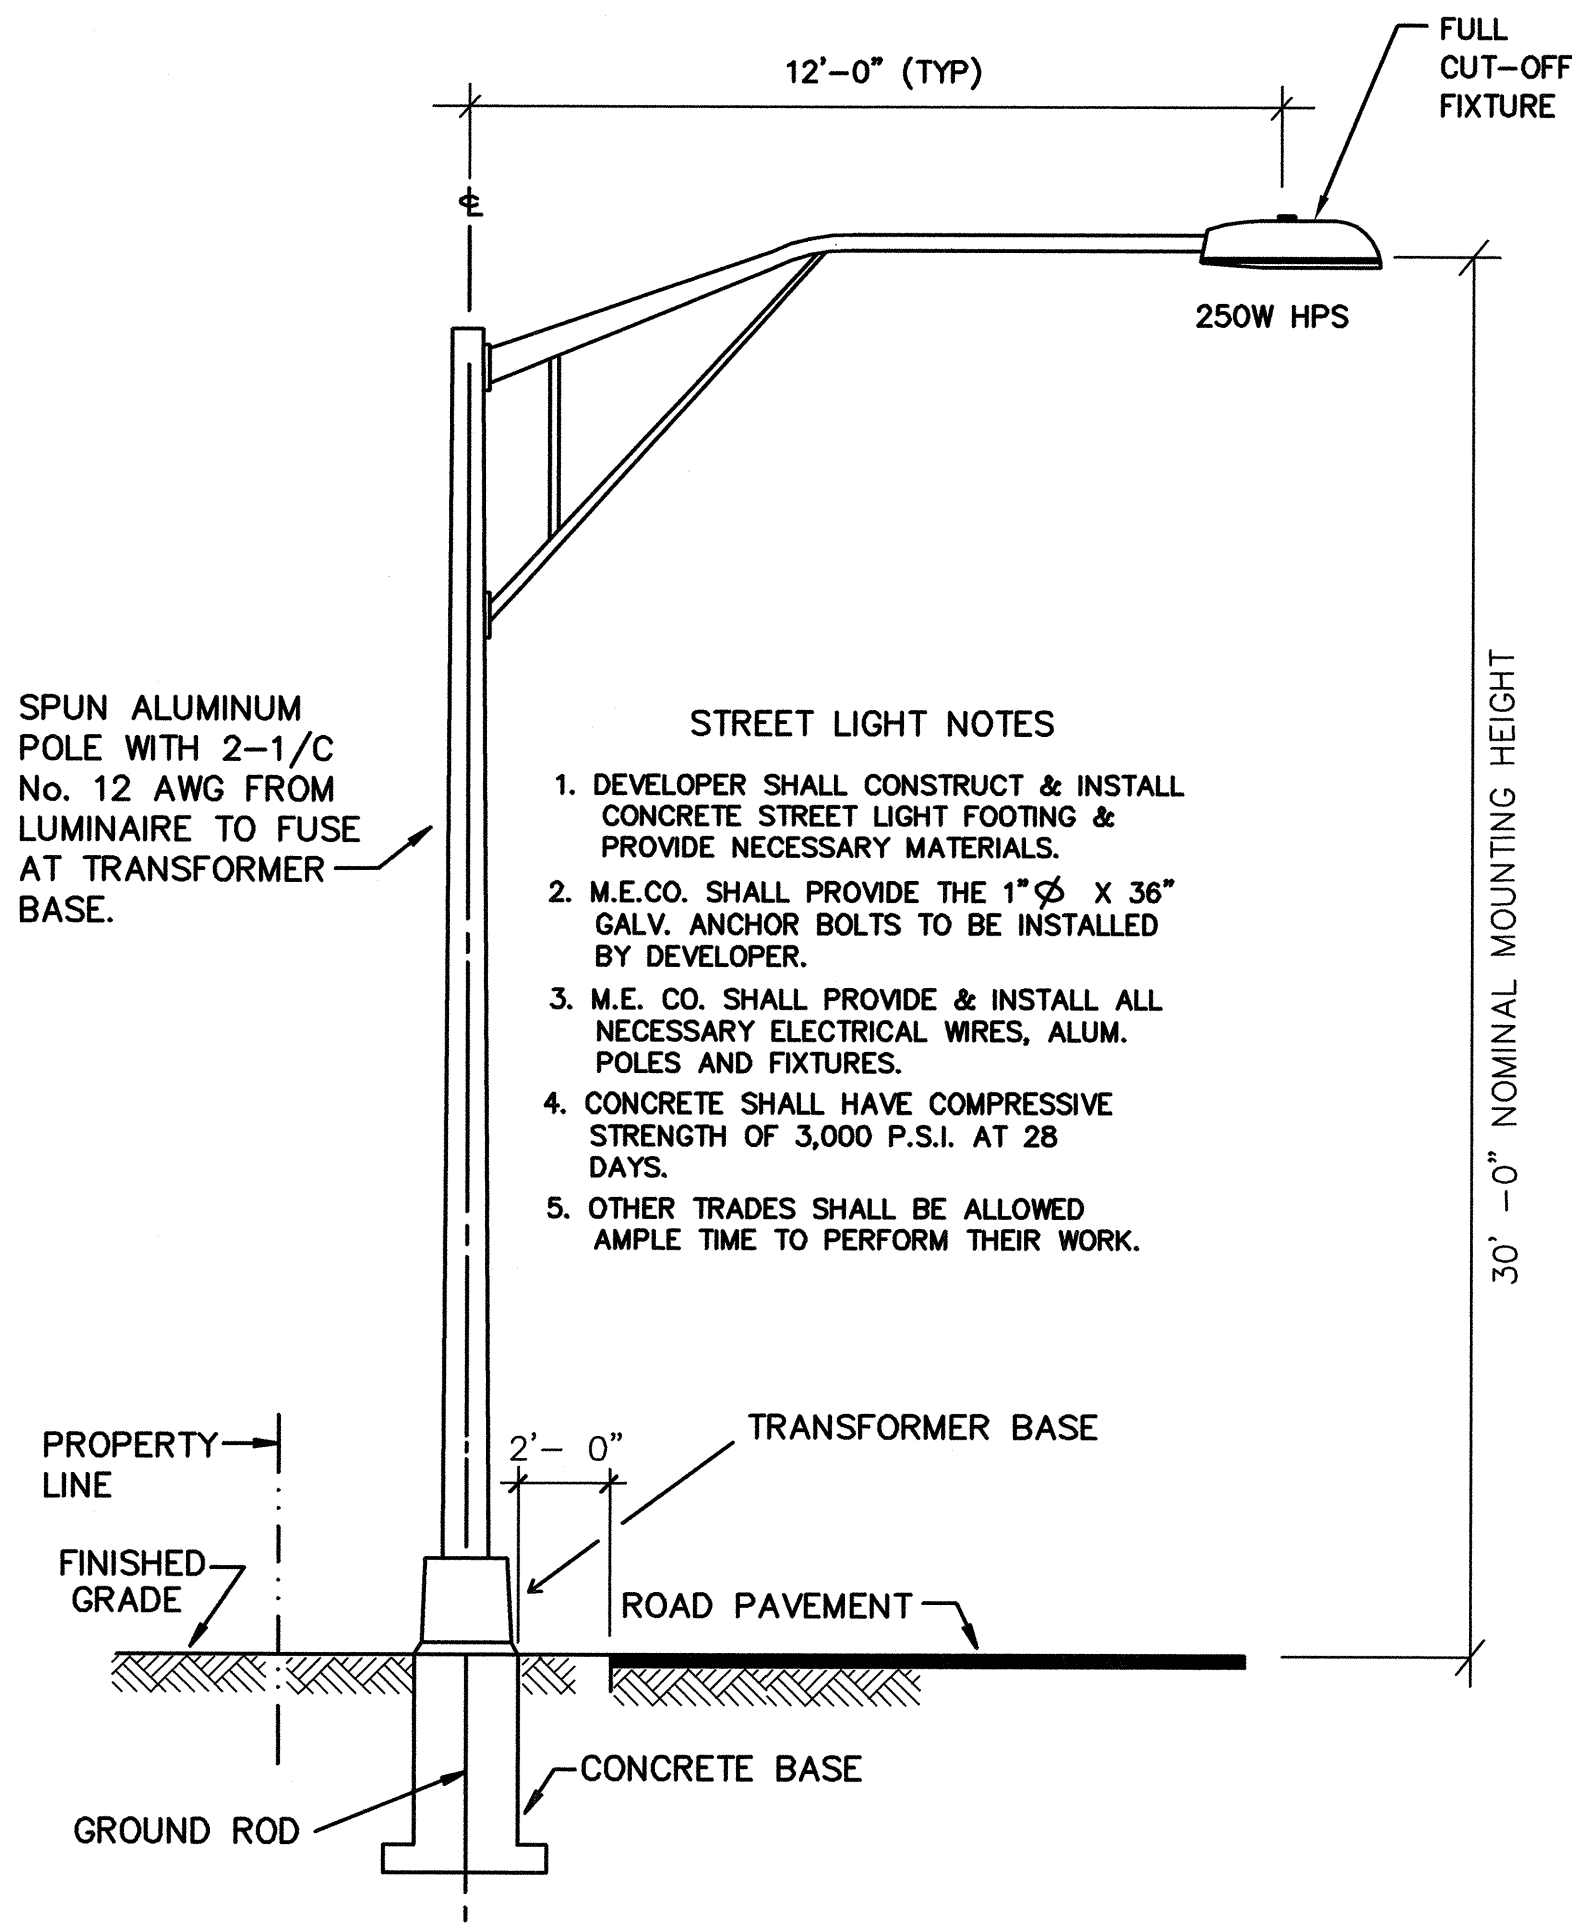 FULL
CUT-OFF
FIXTURE
12'-0" (TYP)
℄
250W HPS
SPUN ALUMINUM
POLE WITH 2-1/C
No. 12 AWG FROM
LUMINAIRE TO FUSE
AT TRANSFORMER
BASE.
STREET LIGHT NOTES
1. DEVELOPER SHALL CONSTRUCT & INSTALL
CONCRETE STREET LIGHT FOOTING &
PROVIDE NECESSARY MATERIALS.
2. M.E.CO. SHALL PROVIDE THE 1"∅ X 36"
GALV. ANCHOR BOLTS TO BE INSTALLED
BY DEVELOPER.
3. M.E. CO. SHALL PROVIDE & INSTALL ALL
NECESSARY ELECTRICAL WIRES, ALUM.
POLES AND FIXTURES.
4. CONCRETE SHALL HAVE COMPRESSIVE
STRENGTH OF 3,000 P.S.I. AT 28
DAYS.
5. OTHER TRADES SHALL BE ALLOWED
AMPLE TIME TO PERFORM THEIR WORK.
30' -0" NOMINAL MOUNTING HEIGHT
PROPERTY
LINE
2'- 0"
TRANSFORMER BASE
FINISHED
GRADE
ROAD PAVEMENT
CONCRETE BASE
GROUND ROD